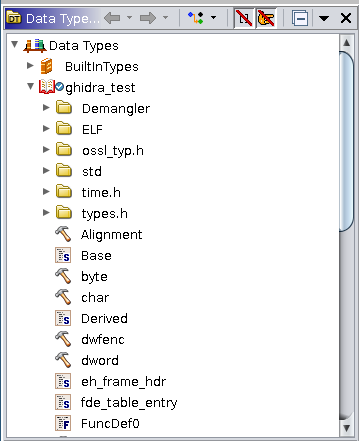 Data Type...
Data Types
BuiltInTypes
ghidra_test
Demangler
ELF
ossl_typ.h
std
time.h
types.h
Alignment
Base
byte
char
Derived
dwfenc
dword
eh_frame_hdr
fde_table_entry
FuncDef0